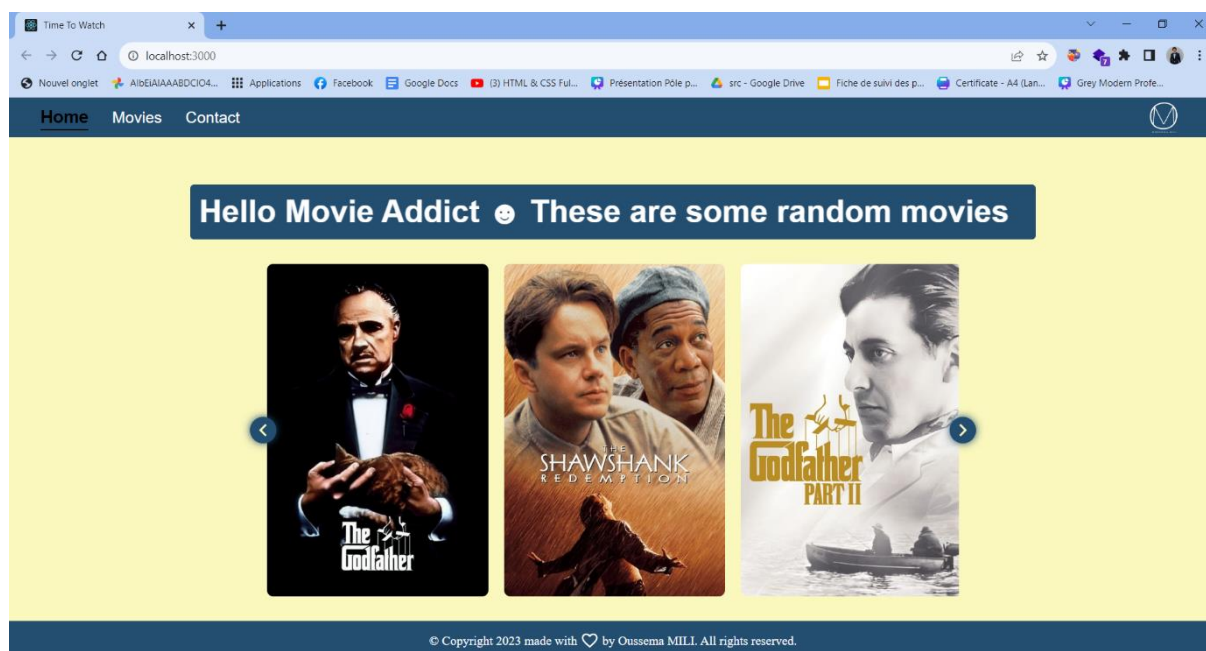 Time To Watch
localhost:3000
Nouvel onglet
AlbEiAIAAABDCIO4...
Applications
Facebook
Google Docs
(3) HTML & CSS Ful...
Présentation Pôle p...
src - Google Drive
Fiche de suivi des p...
Certificate - A4 (Lan...
Grey Modern Profe...
Home
Movies
Contact
Hello Movie Addict ☻ These are some random movies
The
Godfather
THE
SHAWSHANK
REDEMPTION
The
Godfather
PART II
© Copyright 2023 made with ♡ by Oussema MILI. All rights reserved.